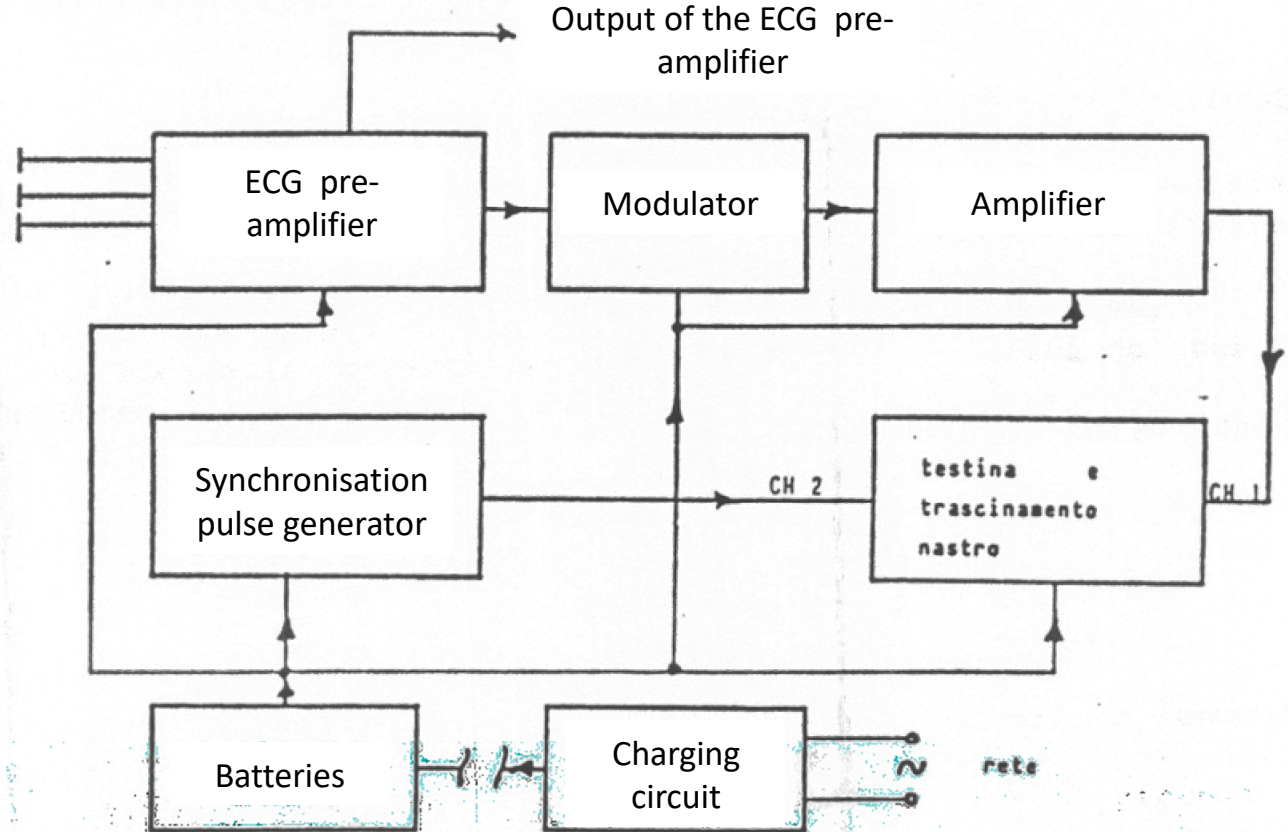 Output of the ECG pre-
amplifier
ECG pre-
amplifier
Modulator
Amplifier
Synchronisation
pulse generator
CH 2
testina e
trascinamento
nastro
CH 1
Batteries
Charging
circuit
~ rete